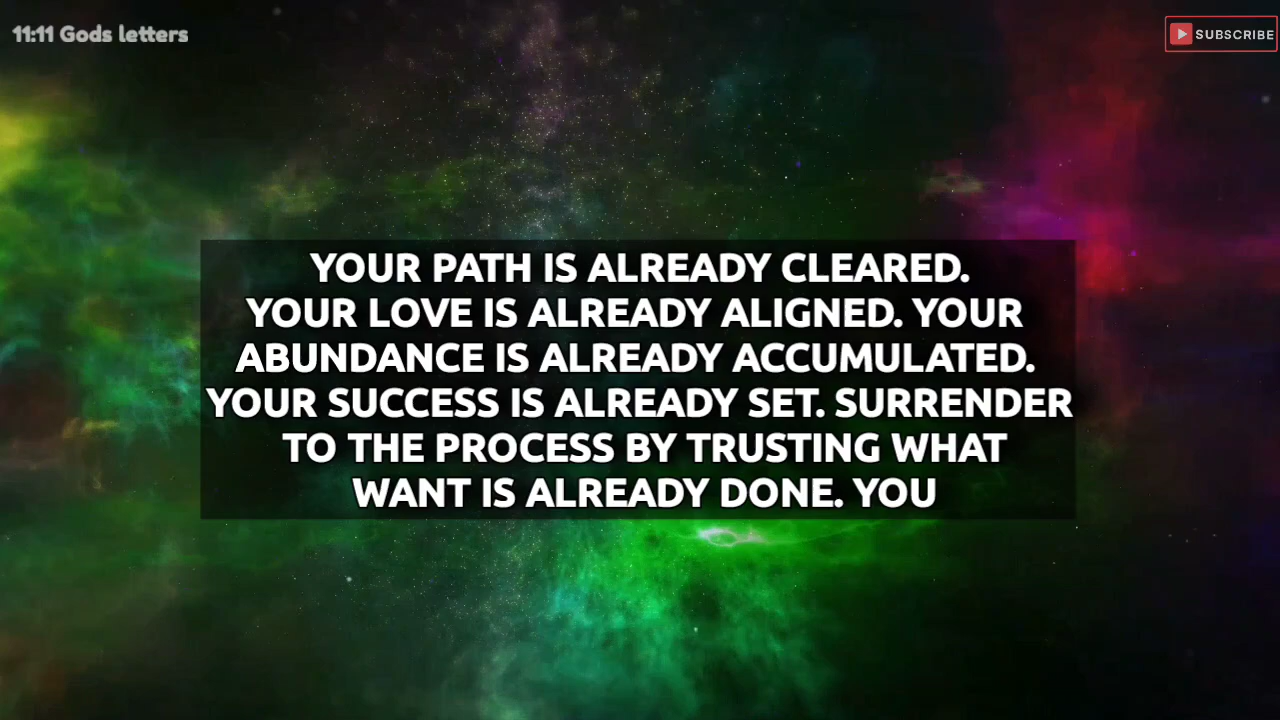 11:11 Gods letters
SUBSCRIBE
YOUR PATH IS ALREADY CLEARED.
YOUR LOVE IS ALREADY ALIGNED. YOUR
ABUNDANCE IS ALREADY ACCUMULATED.
YOUR SUCCESS IS ALREADY SET. SURRENDER
TO THE PROCESS BY TRUSTING WHAT
WANT IS ALREADY DONE. YOU